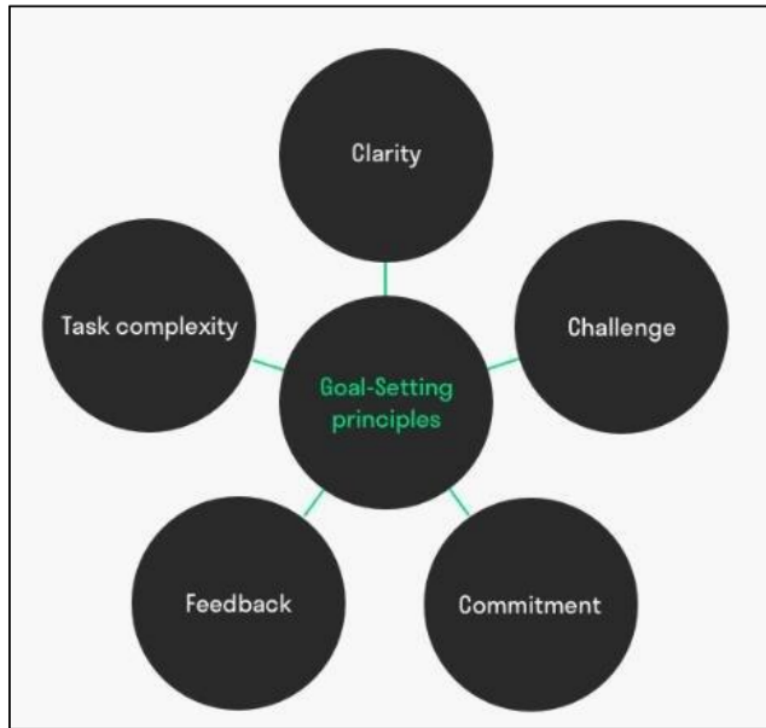 Clarity
Task complexity
Challenge
Goal-Setting
principles
Feedback
Commitment